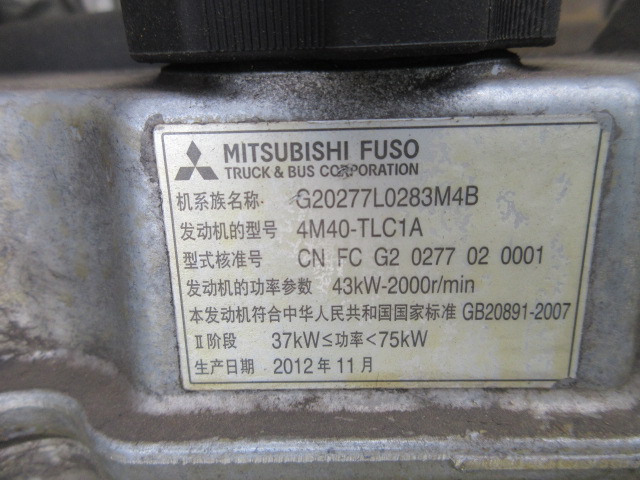 MITSUBISHI FUSO
TRUCK & BUS CORPORATION
机系族名称· G20277L0283M4B
发动机的型号 4M40-TLC1A
型式核准号 CN FC G2 0277 02 0001
发动机的功率参数 43kW-2000r/min
本发动机符合中华人民共和国国家标准 GB20891-2007
II阶段 37kW≤功率<75kW
生产日期 2012年11月